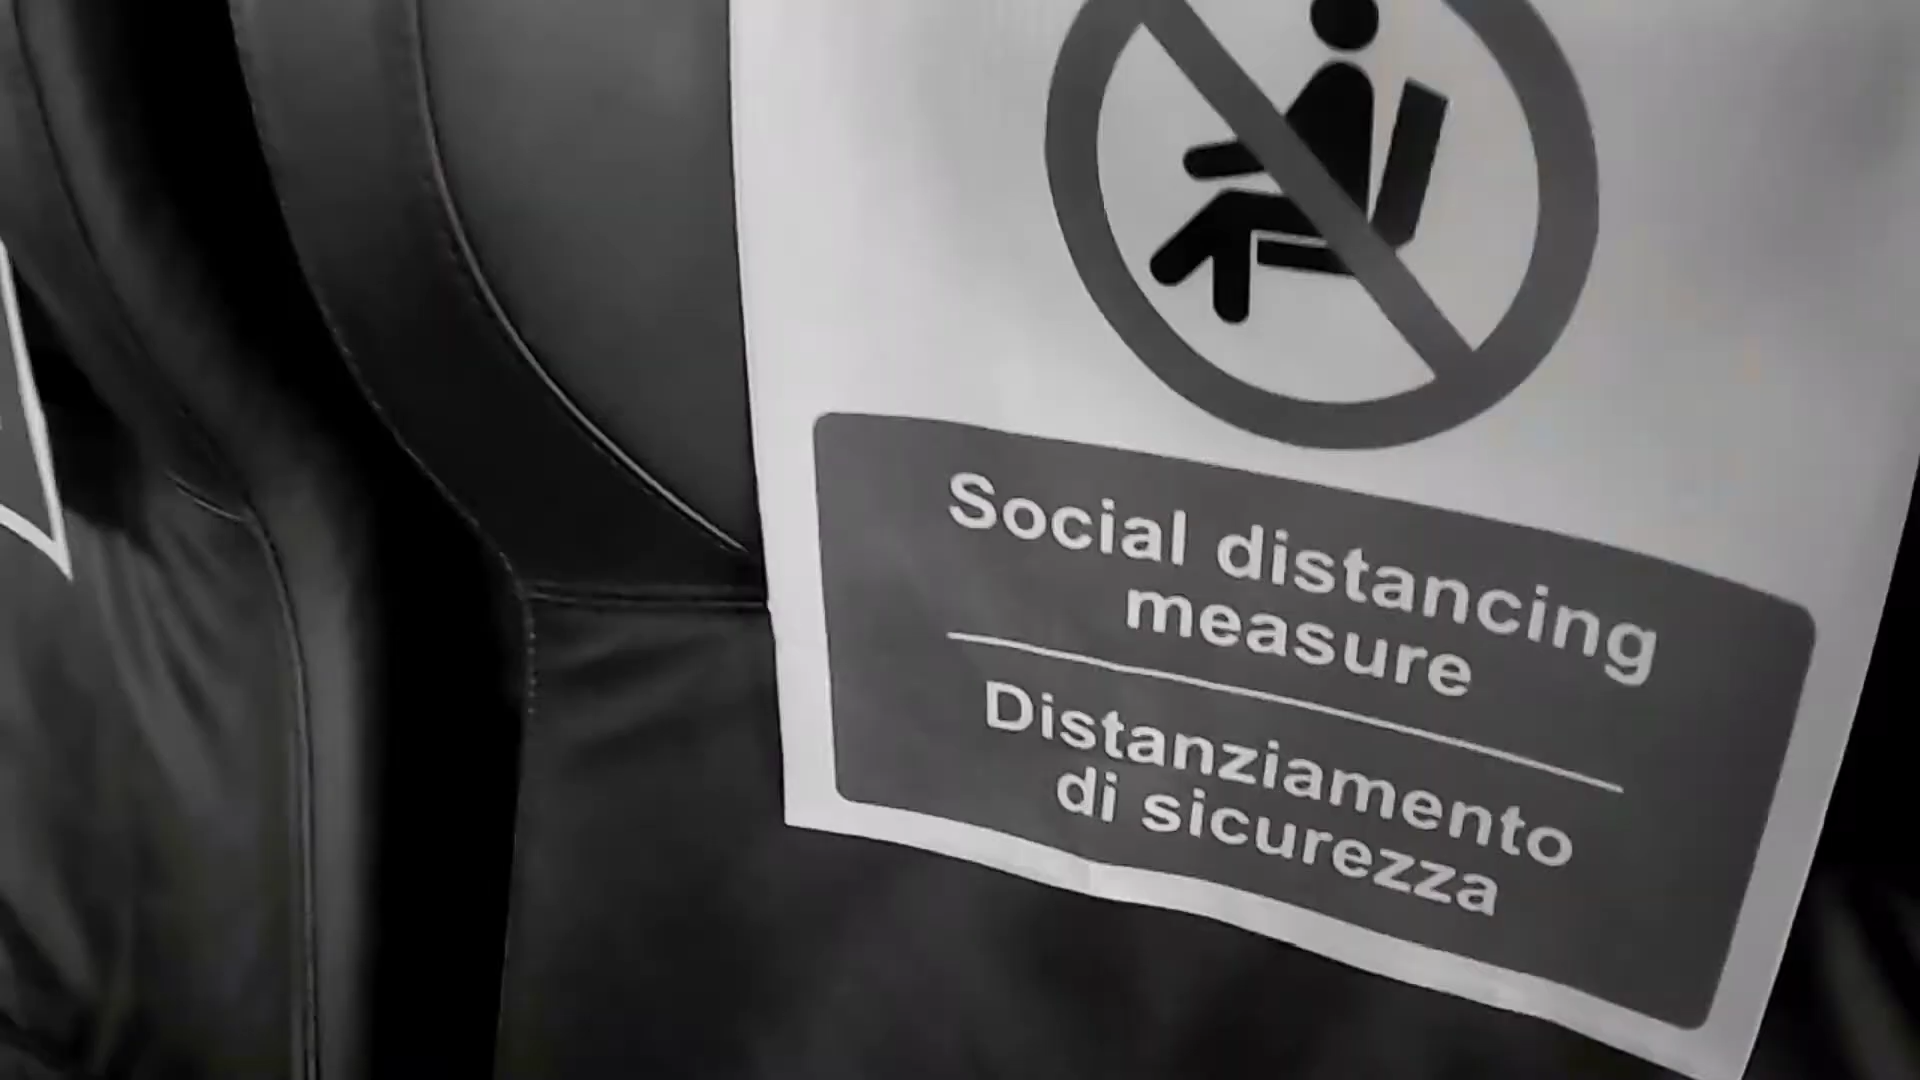 Social distancing
measure
Distanziamento
di sicurezza